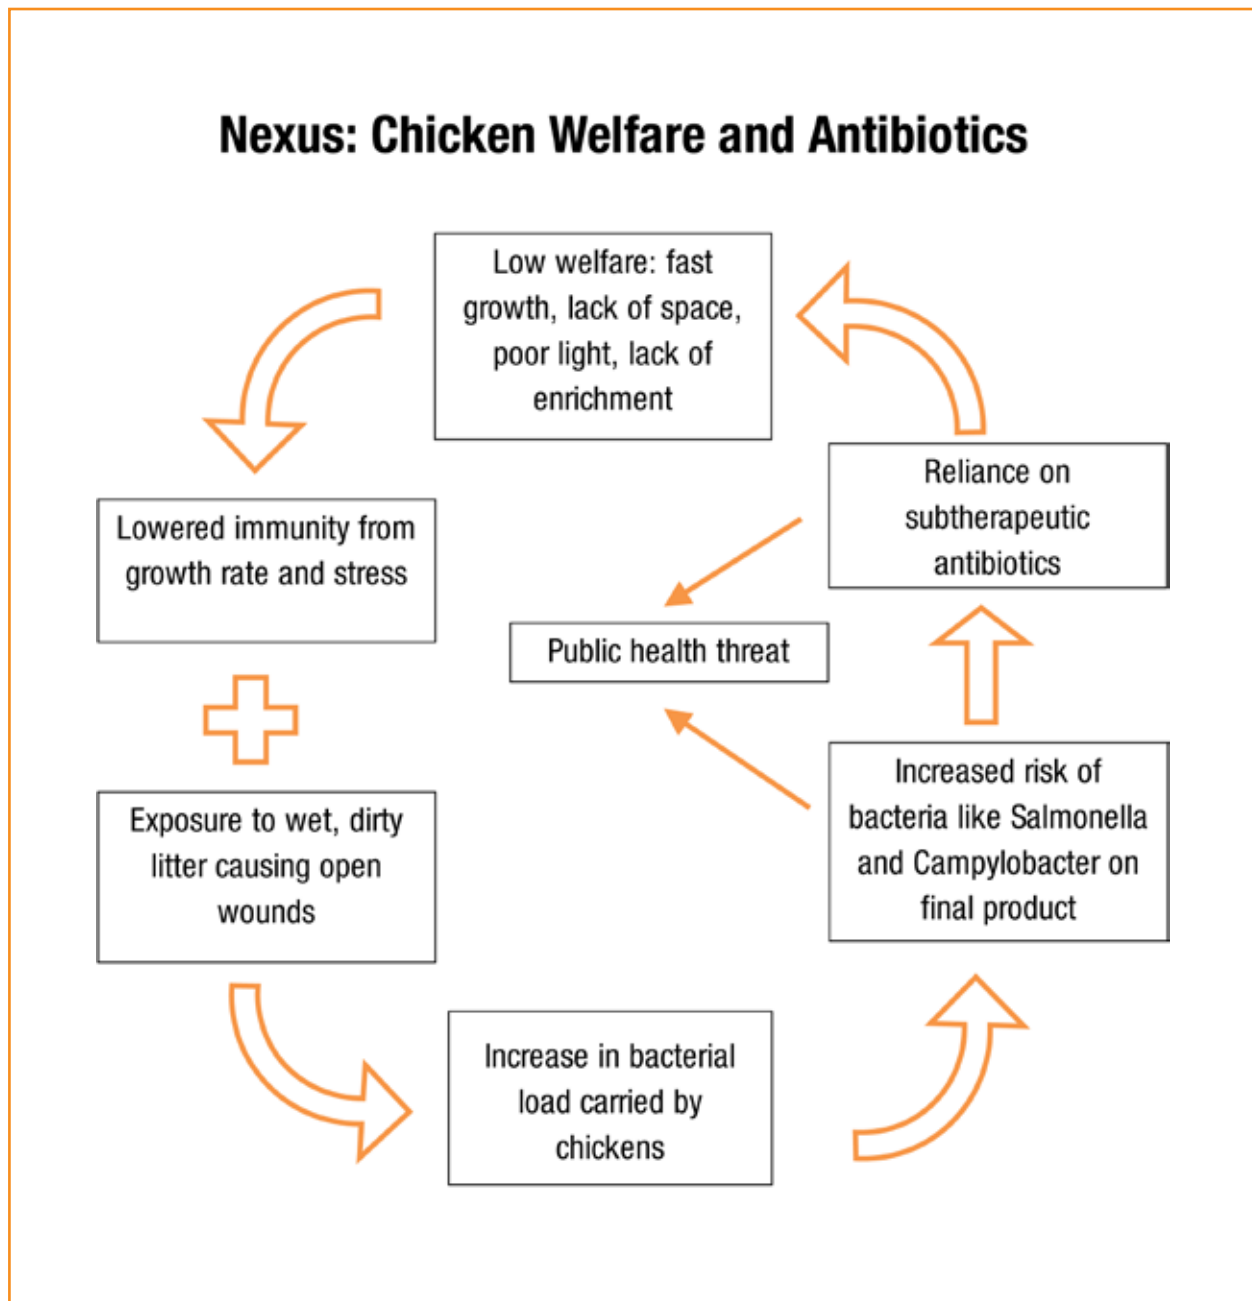 Nexus: Chicken Welfare and Antibiotics
Low welfare: fast
growth, lack of space,
poor light, lack of
enrichment
Lowered immunity from
growth rate and stress
Exposure to wet, dirty
litter causing open
wounds
Increase in bacterial
load carried by
chickens
Increased risk of
bacteria like Salmonella
and Campylobacter on
final product
Reliance on
subtherapeutic
antibiotics
Public health threat